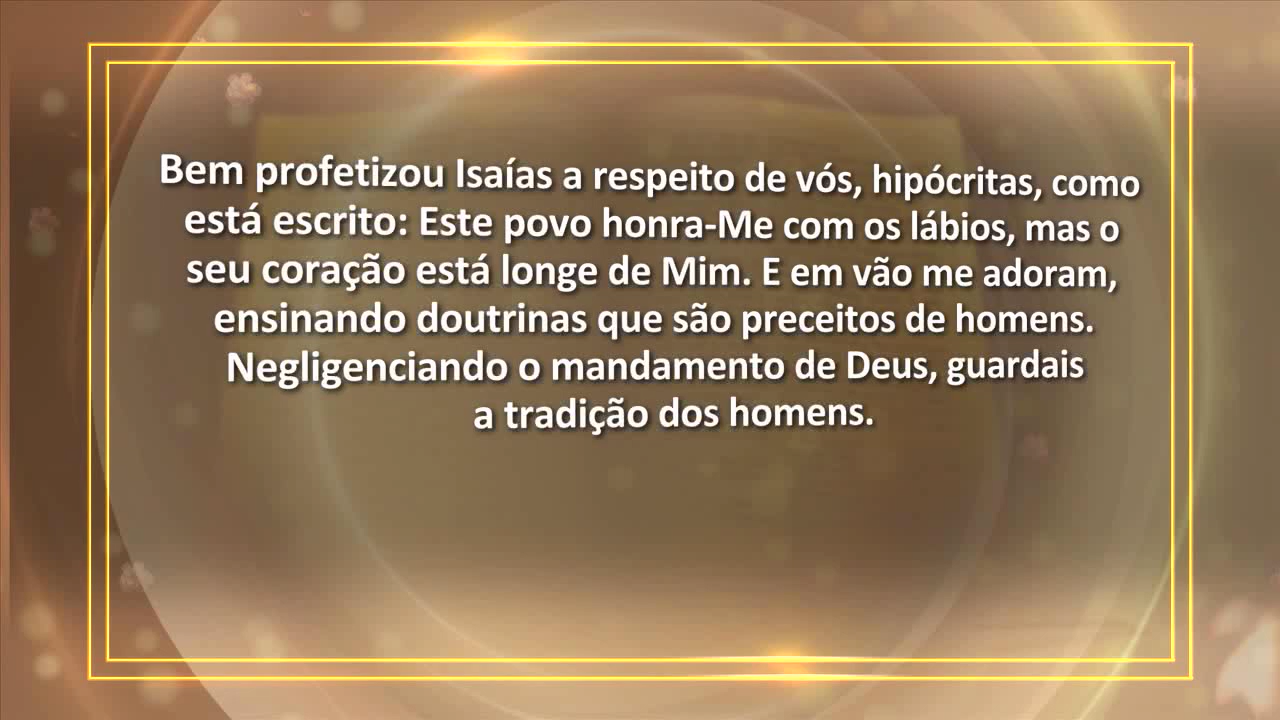 Bem profetizou Isaías a respeito de vós, hipócritas, como
está escrito: Este povo honra-Me com os lábios, mas o
seu coração está longe de Mim. E em vão me adoram,
ensinando doutrinas que são preceitos de homens.
Negligenciando o mandamento de Deus, guardais
a tradição dos homens.